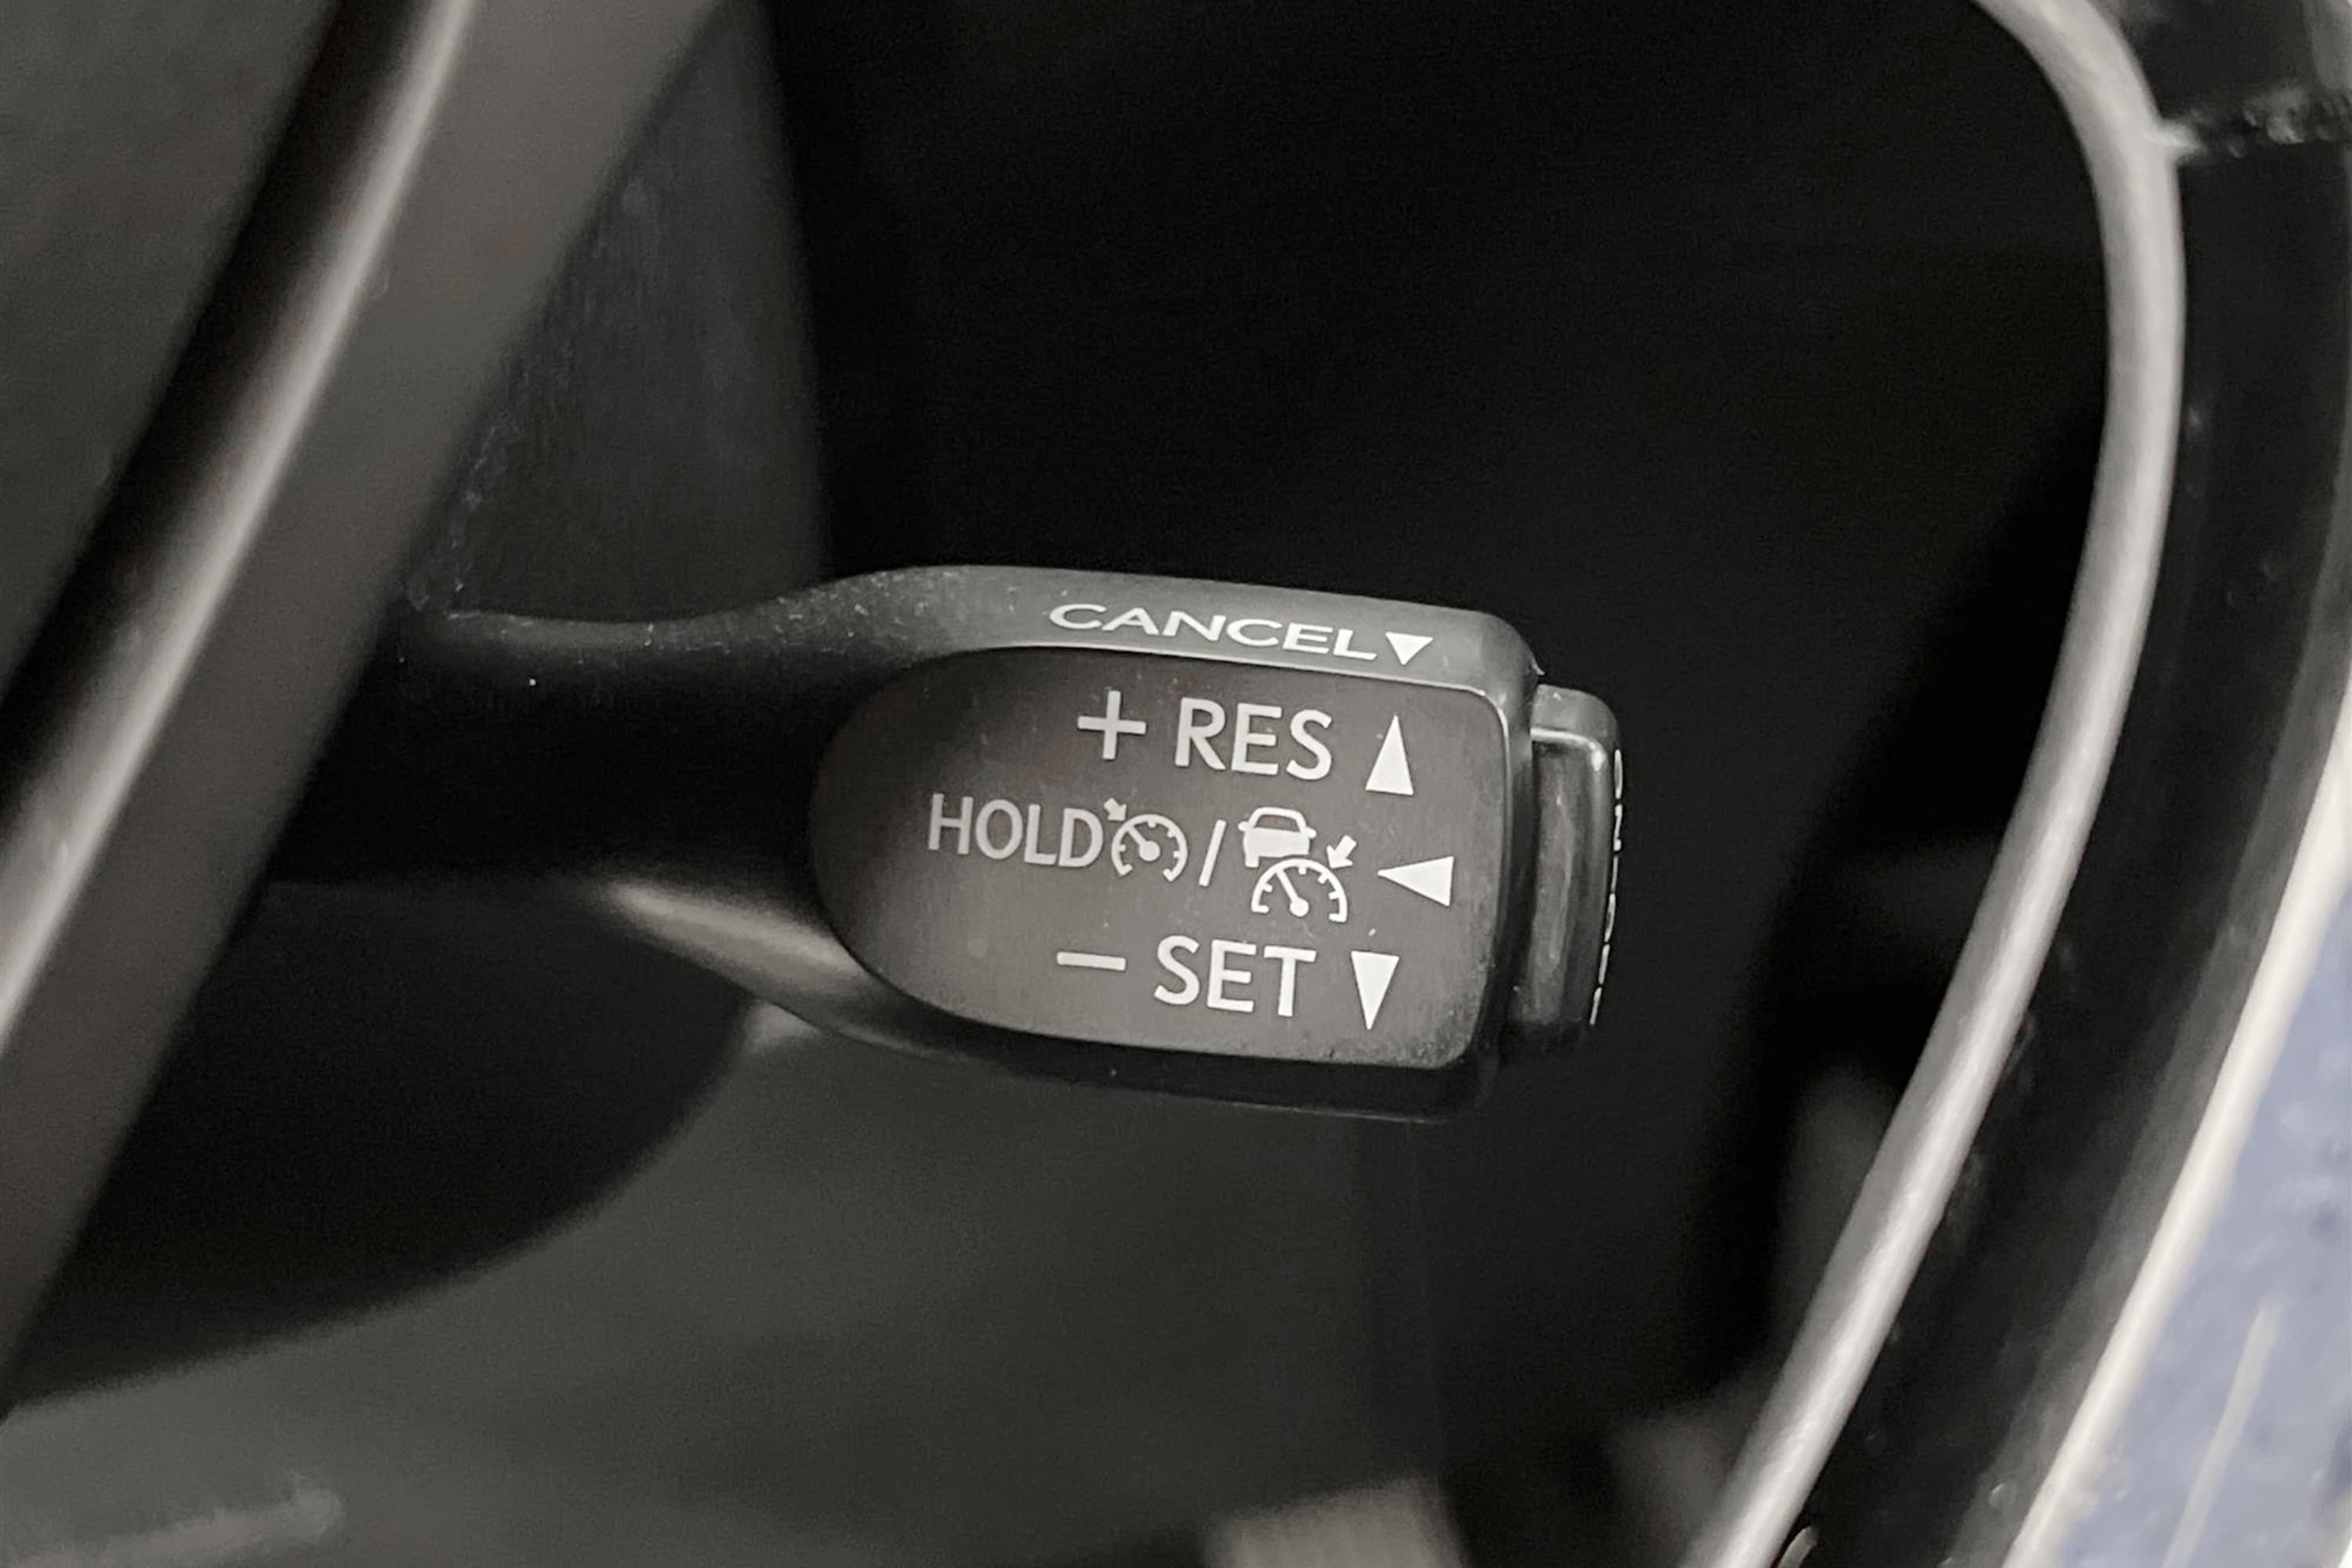 CANCEL▼
+ RES ▲
HOLD / ◀
– SET ▼